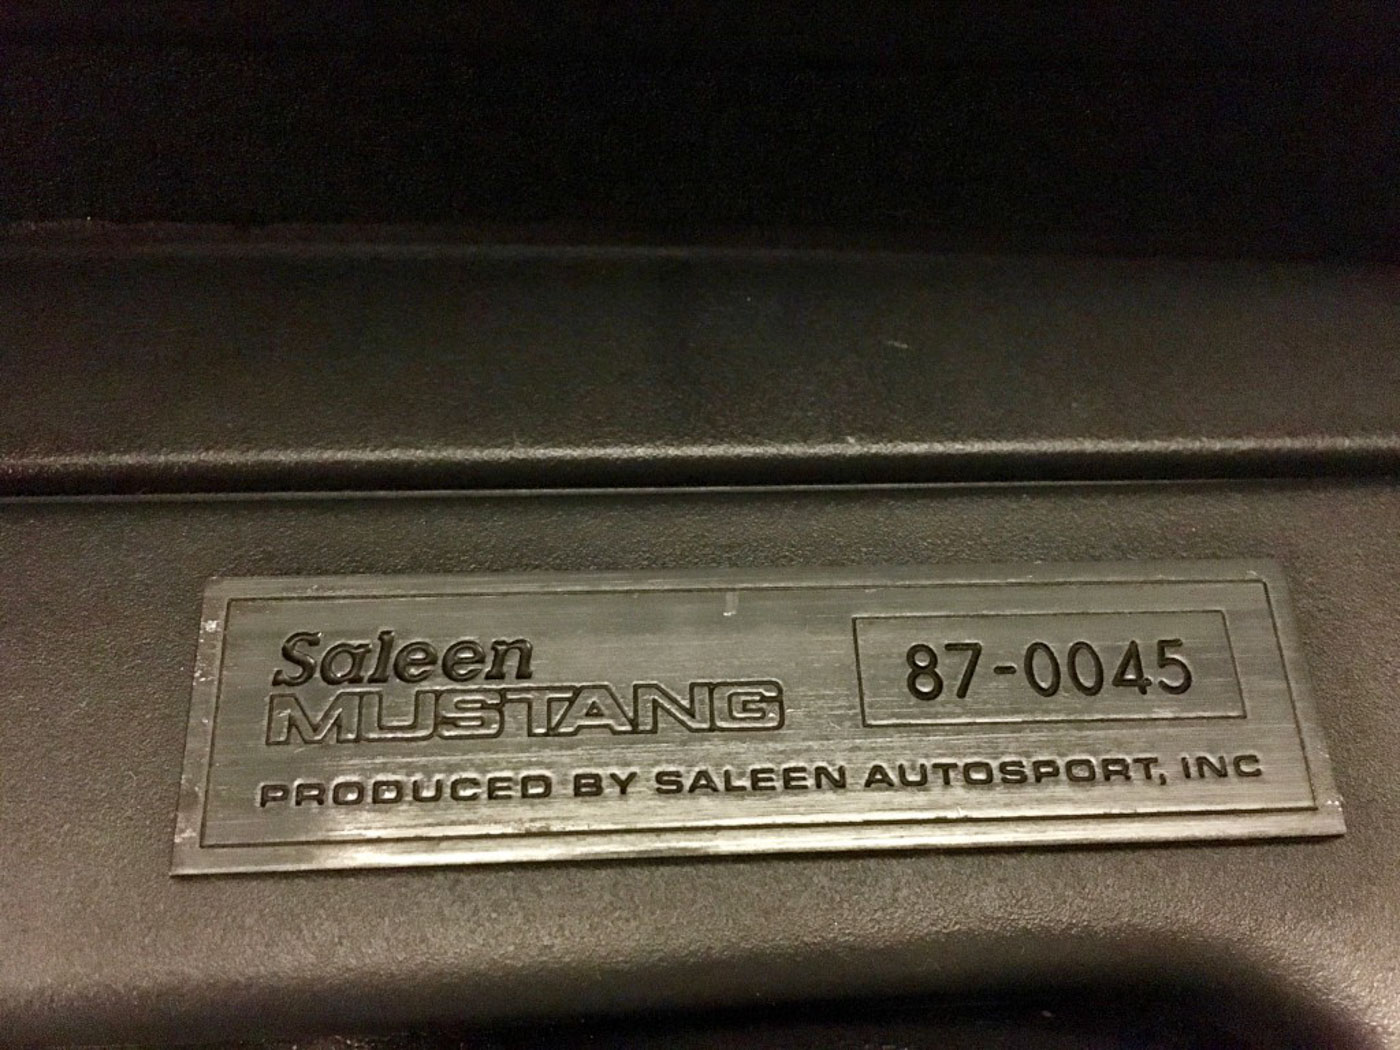 Saleen
MUSTANG
87-0045
PRODUCED BY SALEEN AUTOSPORT, INC